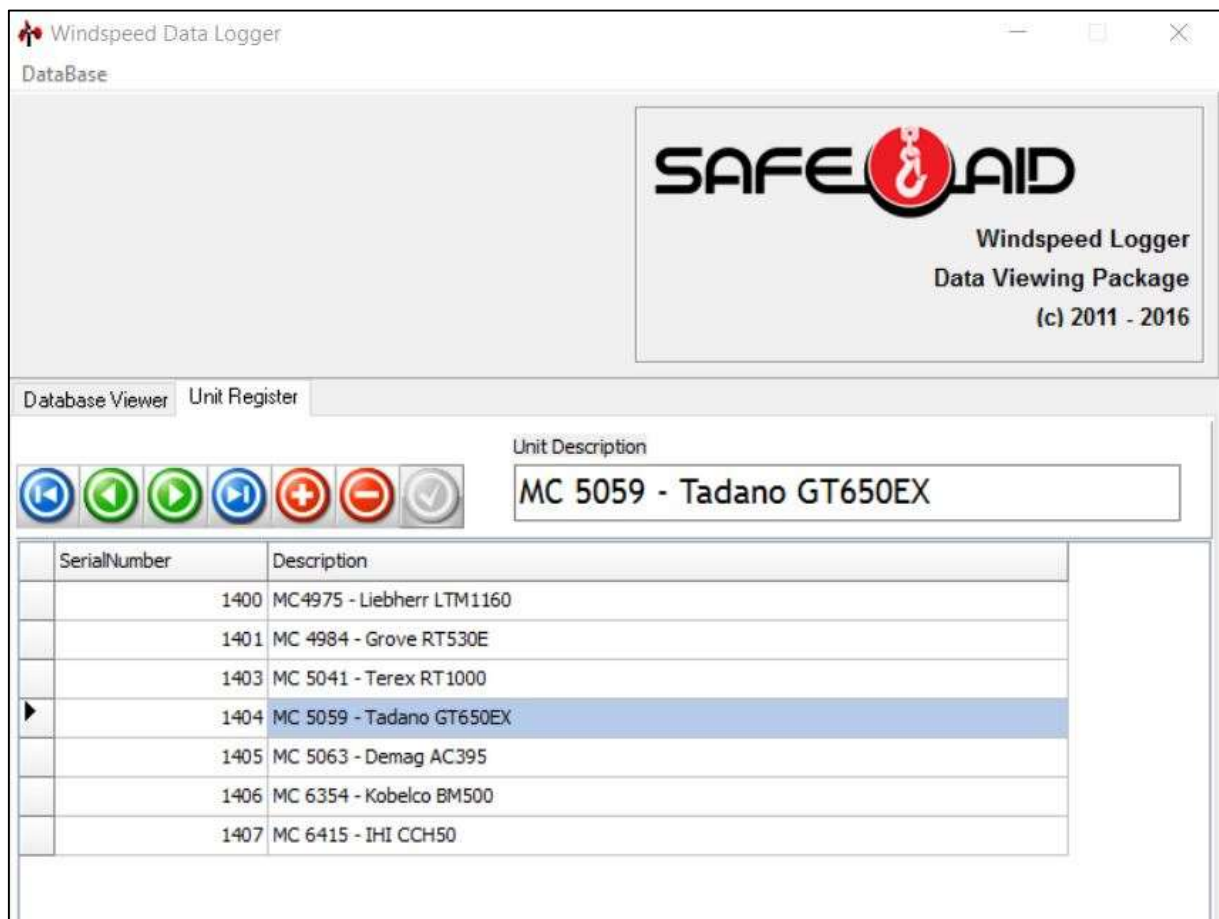 Windspeed Data Logger
DataBase
SAFE AID
Windspeed Logger
Data Viewing Package
(c) 2011 - 2016
Database Viewer Unit Register
Unit Description
MC 5059 - Tadano GT650EX
SerialNumber Description
1400 MC4975 - Liebherr LTM1160
1401 MC 4984 - Grove RT530E
1403 MC 5041 - Terex RT1000
1404 MC 5059 - Tadano GT650EX
1405 MC 5063 - Demag AC395
1406 MC 6354 - Kobelco BM500
1407 MC 6415 - IHI CCH50